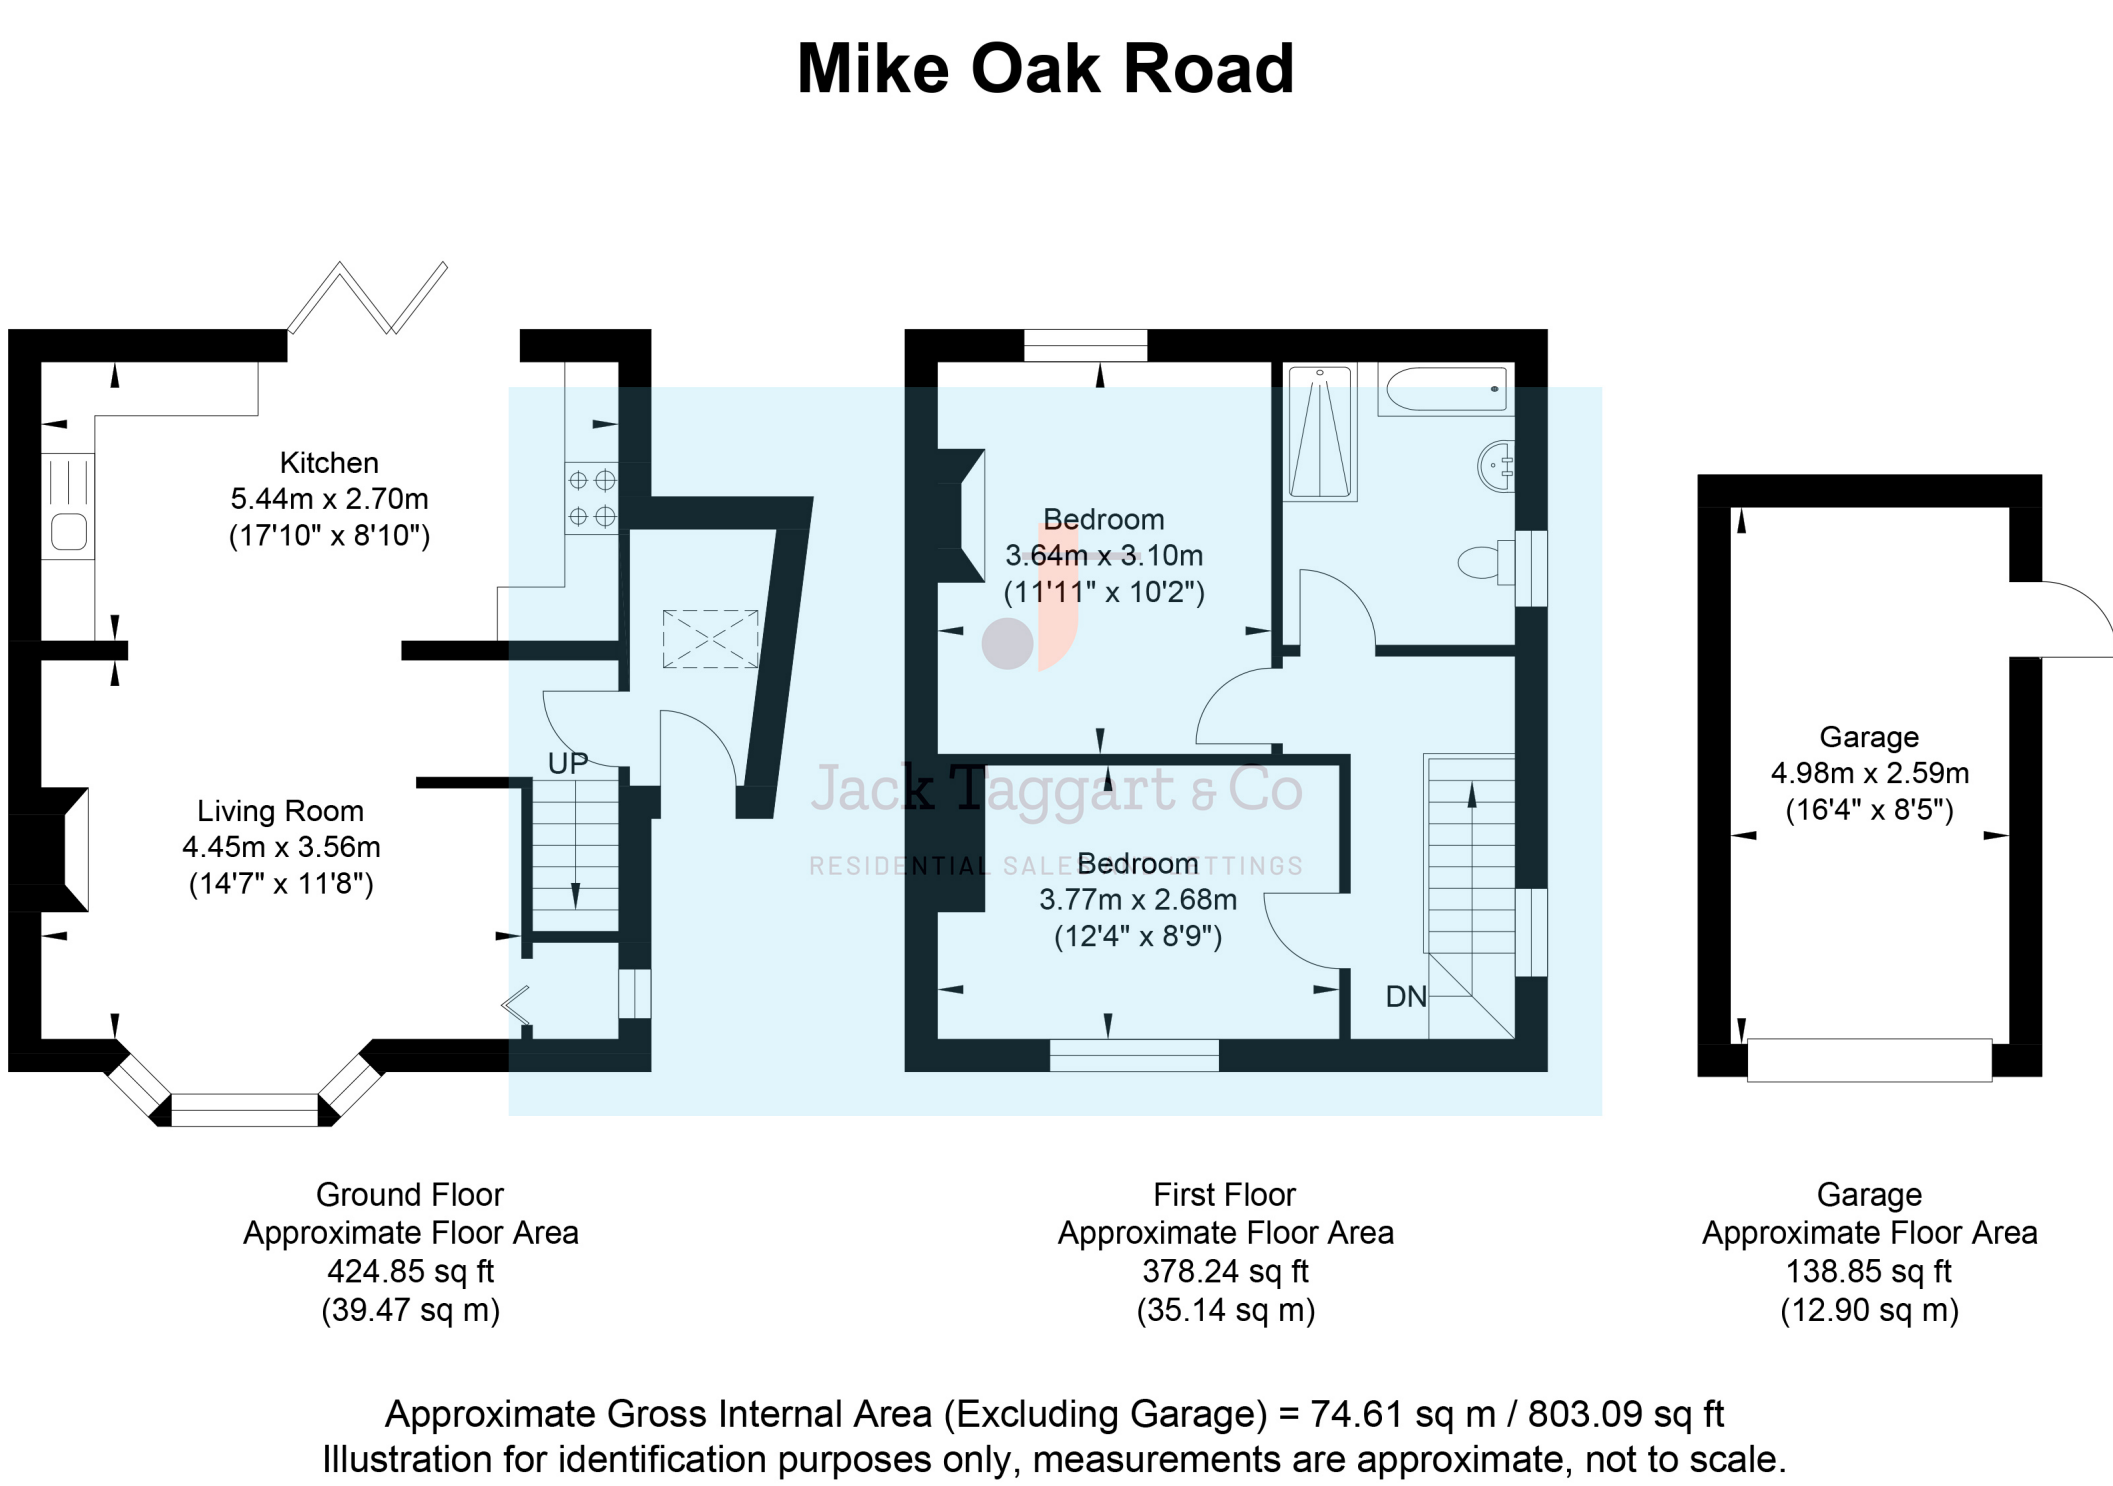 Mike Oak Road
Kitchen
5.44m x 2.70m
(17'10" x 8'10")
Living Room
4.45m x 3.56m
(14'7" x 11'8")
UP
Bedroom
3.64m x 3.10m
(11'11" x 10'2")
Jack Taggart & Co
RESIDENTIAL SALES AND LETTINGS
Bedroom
3.77m x 2.68m
(12'4" x 8'9")
DN
Garage
4.98m x 2.59m
(16'4" x 8'5")
Ground Floor
Approximate Floor Area
424.85 sq ft
(39.47 sq m)
First Floor
Approximate Floor Area
378.24 sq ft
(35.14 sq m)
Garage
Approximate Floor Area
138.85 sq ft
(12.90 sq m)
Approximate Gross Internal Area (Excluding Garage) = 74.61 sq m / 803.09 sq ft
Illustration for identification purposes only, measurements are approximate, not to scale.